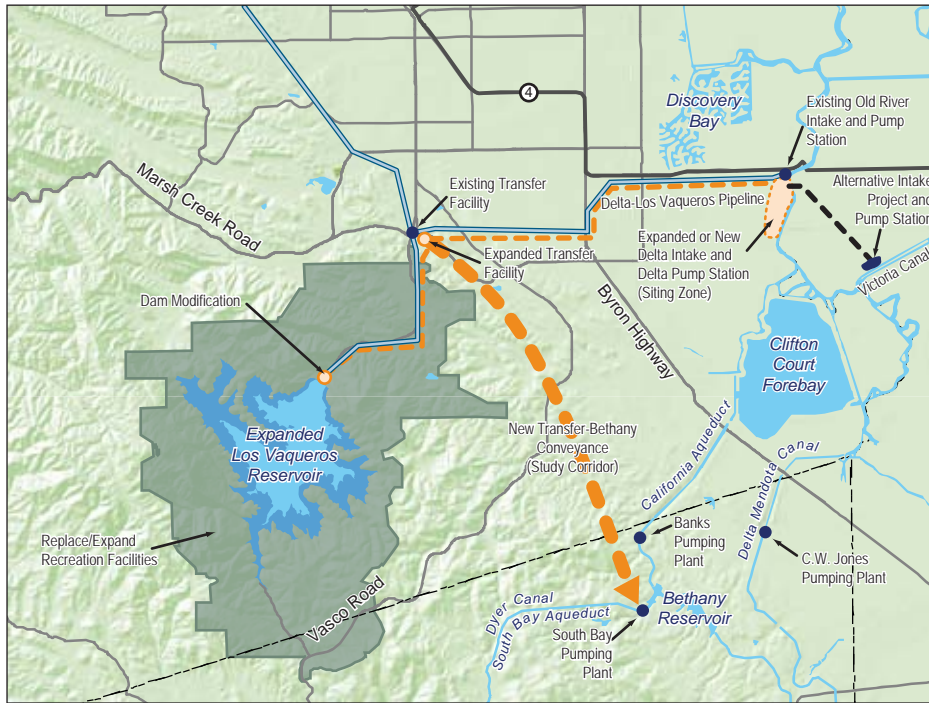 4
Discovery
Bay
Existing Old River
Intake and Pump
Station
Marsh Creek Road
Existing Transfer
Facility
Delta-Los Vaqueros Pipeline
Alternative Intake
Project and
Pump Station
Expanded Transfer
Facility
Expanded or New
Delta Intake and
Delta Pump Station
(Siting Zone)
Victoria Canal
Dam Modification
Byron Highway
Clifton
Court
Forebay
Expanded
Los Vaqueros
Reservoir
New Transfer-Bethany
Conveyance
(Study Corridor)
California Aqueduct
Delta Mendota Canal
Replace/Expand
Recreation Facilities
Banks
Pumping
Plant
C.W. Jones
Pumping Plant
Vasco Road
Dyer Canal
South Bay Aqueduct
Bethany
Reservoir
South Bay
Pumping
Plant